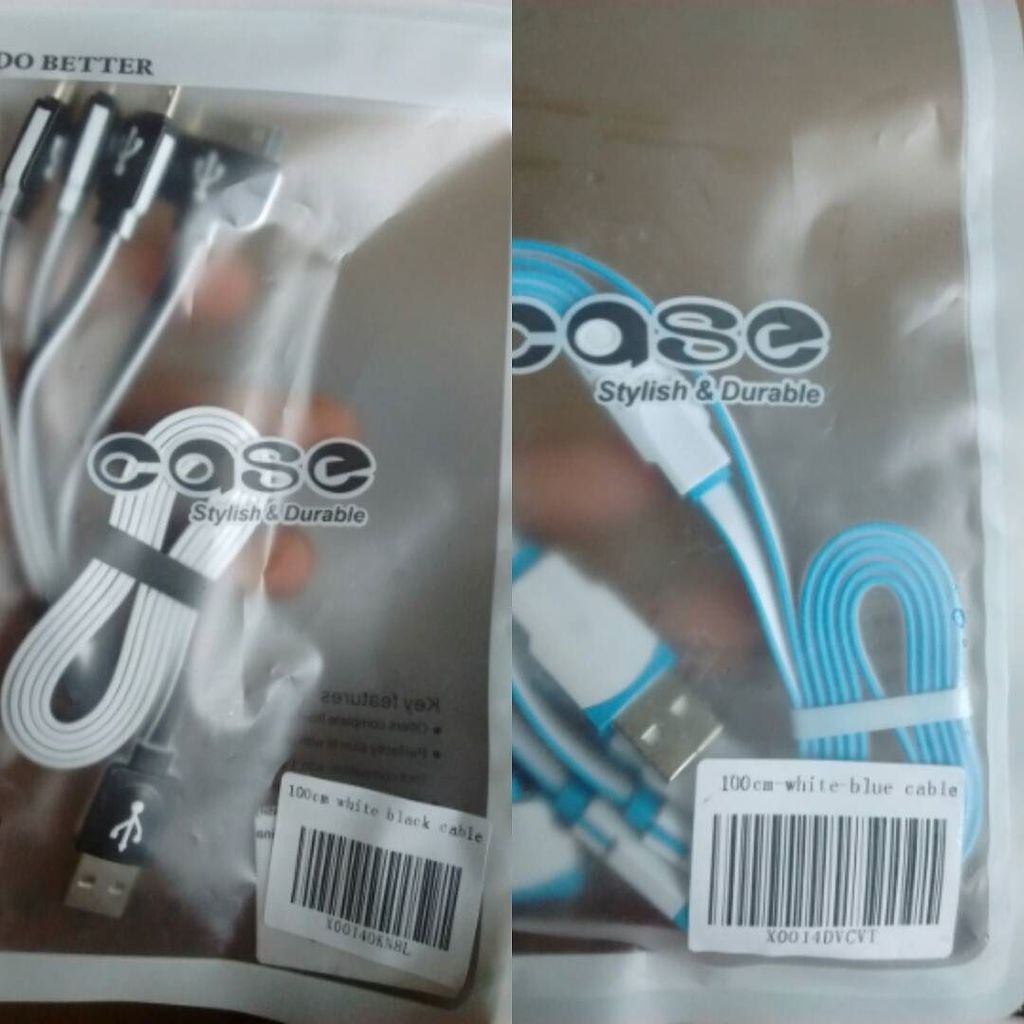 DO BETTER
case
Stylish & Durable
Key features
100cm white black cable
X00140KN8L
case
Stylish & Durable
100cm-white-blue cable
X0014DVCVT